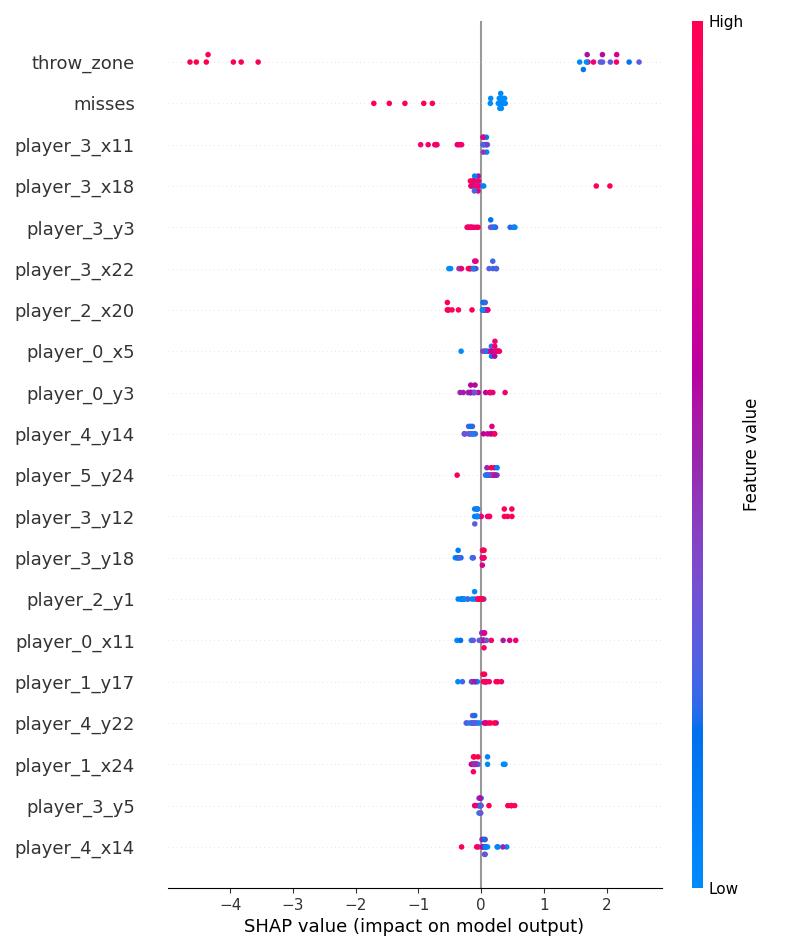 High
throw_zone
misses
player_3_x11
player_3_x18
player_3_y3
player_3_x22
player_2_x20
player_0_x5
player_0_y3
player_4_y14
player_5_y24
player_3_y12
player_3_y18
player_2_y1
player_0_x11
player_1_y17
player_4_y22
player_1_x24
player_3_y5
player_4_x14
Feature value
Low
−4 −3 −2 −1 0 1 2
SHAP value (impact on model output)